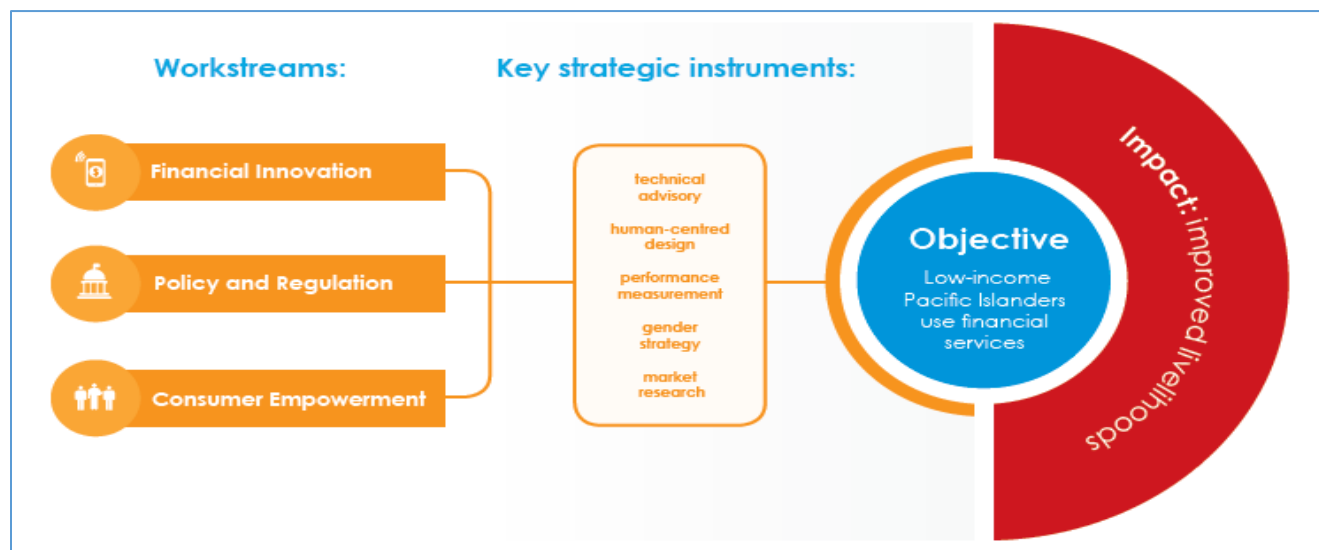 Workstreams:
Key strategic instruments:
Financial Innovation
Policy and Regulation
Consumer Empowerment
technical
advisory
human-centred
design
performance
measurement
gender
strategy
market
research
Objective
Low-income
Pacific Islanders
use financial
services
Impact: improved livelihoods